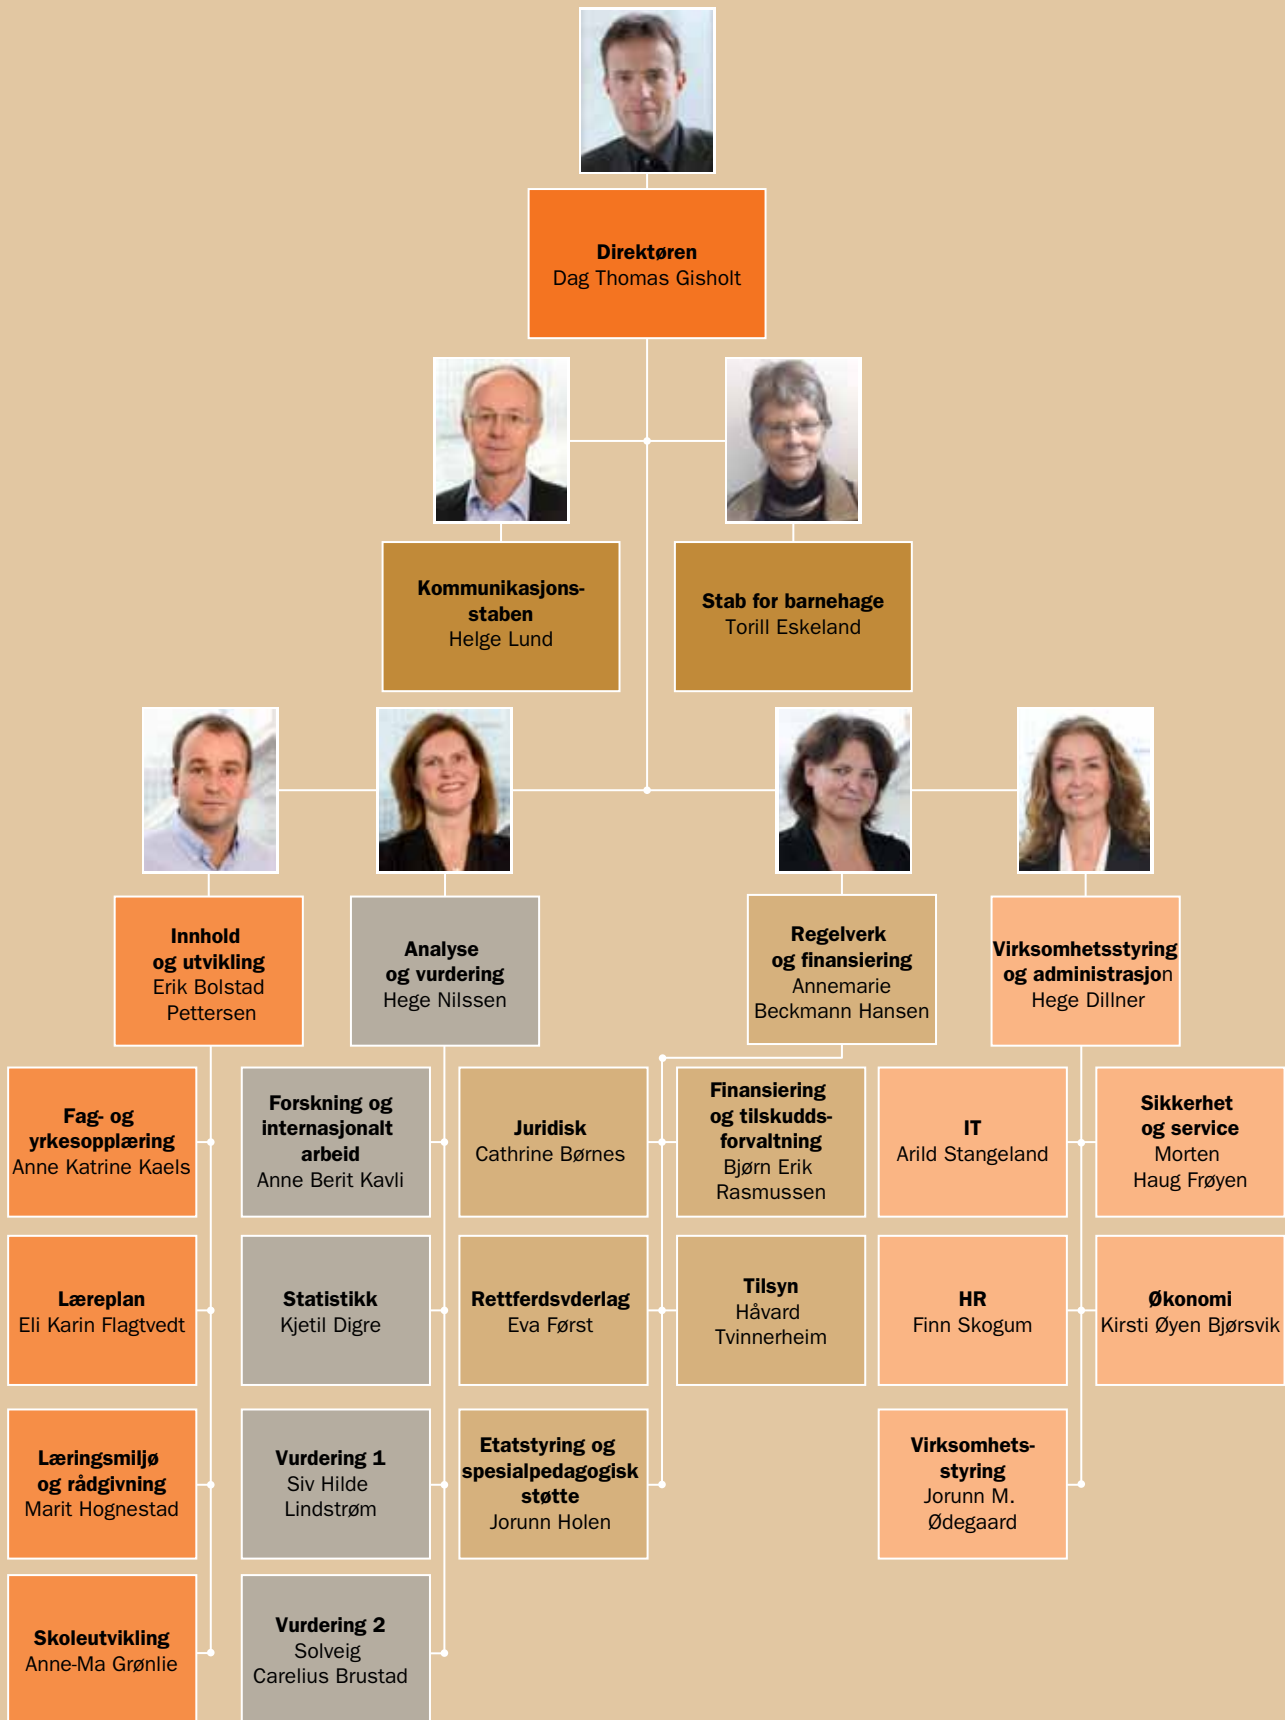 Direktøren
Dag Thomas Gisholt
Kommunikasjons-
staben
Helge Lund
Stab for barnehage
Torill Eskeland
Innhold
og utvikling
Erik Bolstad
Pettersen
Analyse
og vurdering
Hege Nilssen
Regelverk
og finansiering
Annemarie
Beckmann Hansen
Virksomhetsstyring
og administrasjon
Hege Dillner
Fag- og
yrkesopplæring
Anne Katrine Kaels
Forskning og
internasjonalt
arbeid
Anne Berit Kavli
Juridisk
Cathrine Børnes
Finansiering
og tilskudds-
forvaltning
Bjørn Erik
Rasmussen
IT
Arild Stangeland
Sikkerhet
og service
Morten
Haug Frøyen
Læreplan
Eli Karin Flagtvedt
Statistikk
Kjetil Digre
Rettferdsvderlag
Eva Først
Tilsyn
Håvard
Tvinnerheim
HR
Finn Skogum
Økonomi
Kirsti Øyen Bjørsvik
Læringsmiljø
og rådgivning
Marit Hognestad
Vurdering 1
Siv Hilde
Lindstrøm
Etatstyring og
spesialpedagogisk
støtte
Jorunn Holen
Virksomhets-
styring
Jorunn M.
Ødegaard
Skoleutvikling
Anne-Ma Grønlie
Vurdering 2
Solveig
Carelius Brustad